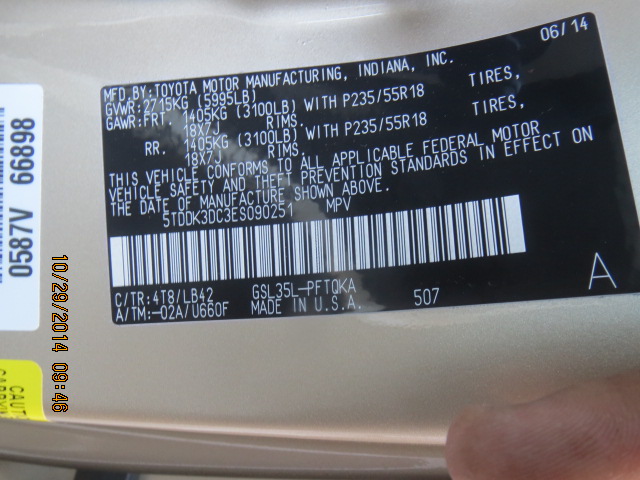 06/14
MFD.BY:TOYOTA MOTOR MANUFACTURING, INDIANA, INC.
GVWR:2715KG (5995LB)
GAWR:FRT. 1405KG (3100LB) WITH P235/55R18 TIRES,
18X7J RIMS.
RR. 1405KG (3100LB) WITH P235/55R18 TIRES,
18X7J RIMS.
THIS VEHICLE CONFORMS TO ALL APPLICABLE FEDERAL MOTOR
VEHICLE SAFETY AND THEFT PREVENTION STANDARDS IN EFFECT ON
THE DATE OF MANUFACTURE SHOWN ABOVE.
5TDDK3DC3ES090251 MPV
C/TR:4T8/LB42 GSL35L-PFTQKA
A/TM:-02A/U660F MADE IN U.S.A. 507
A
0587V 66898
10/29/2014 09:46
CAUT